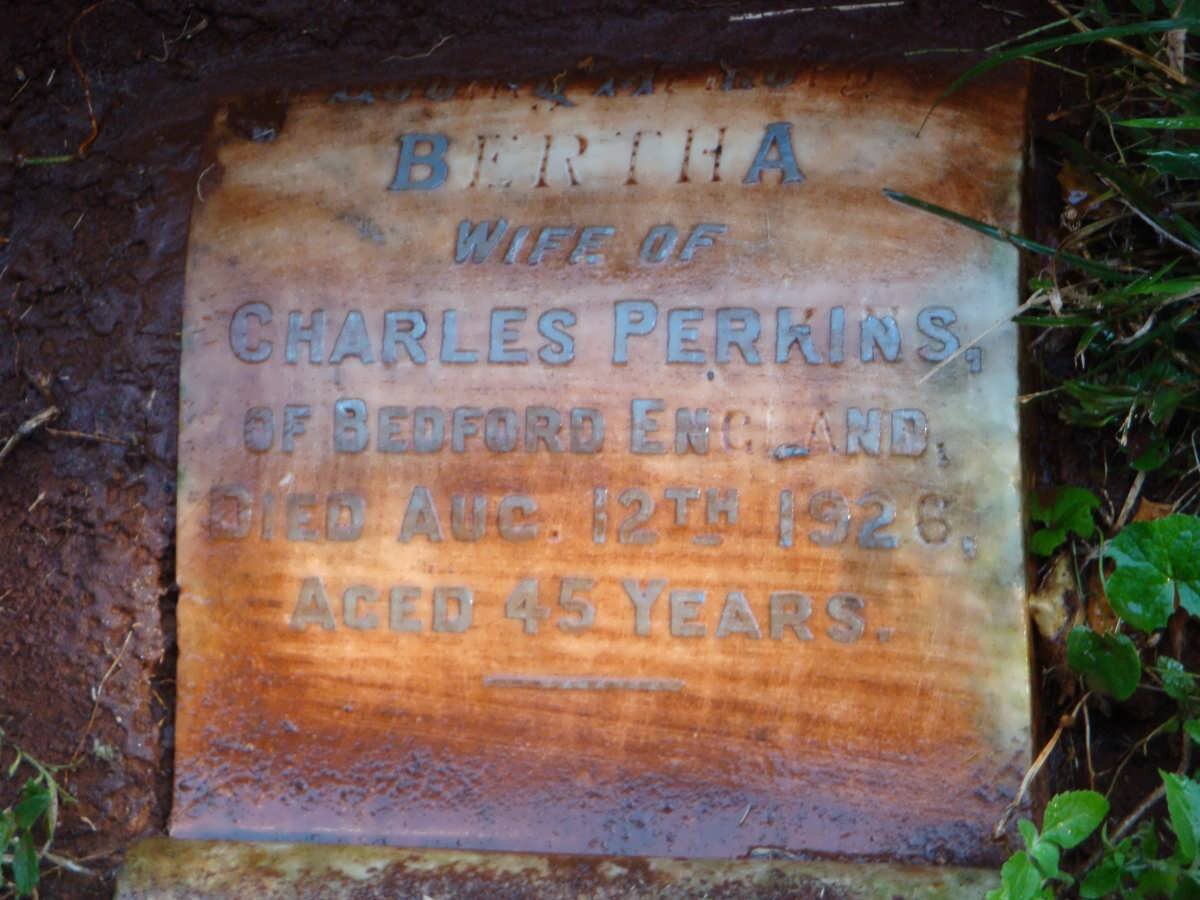 BERTHA
WIFE OF
CHARLES PERKINS,
OF BEDFORD ENGLAND,
DIED AUG. 12TH 1926,
AGED 45 YEARS.